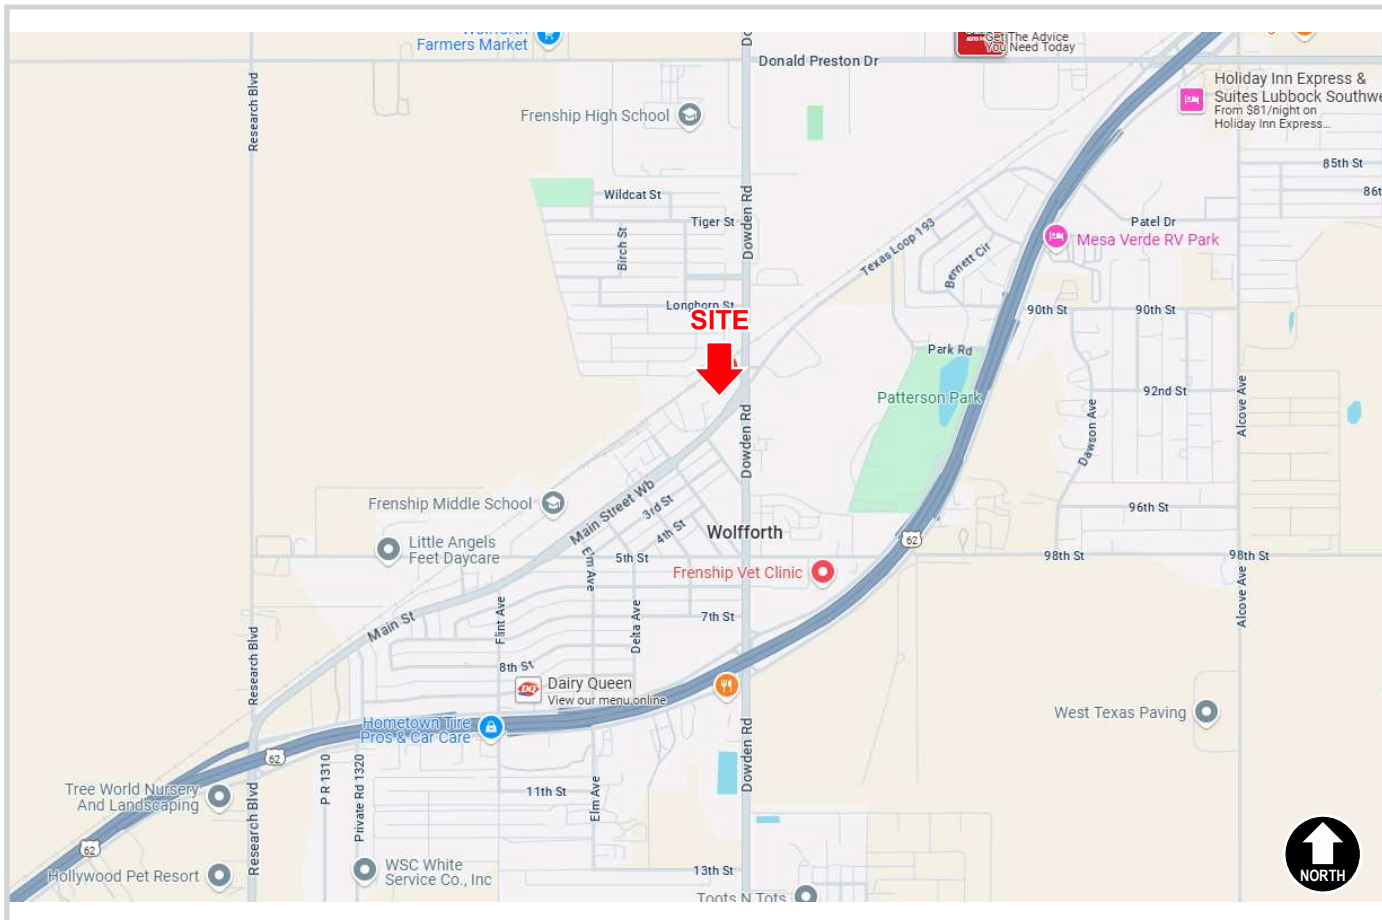 Wolfforth
Farmers Market
Get The Advice
You Need Today
Donald Preston Dr
Holiday Inn Express &
Suites Lubbock Southwe
From $81/night on
Holiday Inn Express...
Research Blvd
Frenship High School
85th St
86t
Wildcat St
Tiger St
Birch St
Dowden Rd
Texas Loop 193
Bennett Cir
Patel Dr
Mesa Verde RV Park
Longhorn St
SITE
90th St
90th St
Park Rd
Patterson Park
92nd St
Dawson Ave
Alcove Ave
Dowden Rd
Frenship Middle School
Main Street Wb
3rd St
4th St
96th St
Wolfforth
Little Angels
Feet Daycare
5th St
62
98th St
98th St
Elm Ave
Frenship Vet Clinic
Main St
Flint Ave
Delta Ave
7th St
Alcove Ave
Research Blvd
8th St
Dairy Queen
View our menu online
DQ
Hometown Tire
Pros & Car Care
West Texas Paving
Dowden Rd
62
P R 1310
Private Rd 1320
Tree World Nursery
And Landscaping
11th St
Elm Ave
Research Blvd
62
Hollywood Pet Resort
WSC White
Service Co., Inc
13th St
Toots N Tots
NORTH